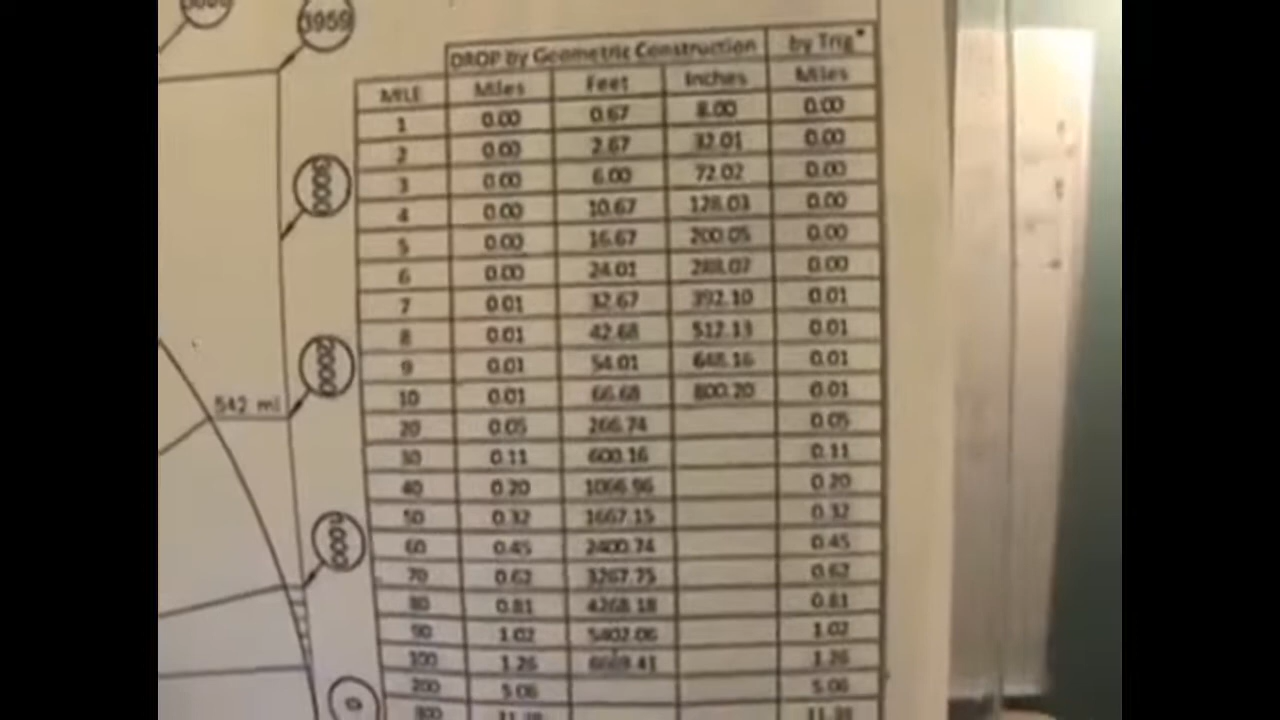 3959
DROP by Geometric Construction by Trig*
MILE Miles Feet Inches Miles
1 0.00 0.67 8.00 0.00
2 0.00 2.67 32.01 0.00
3 0.00 6.00 72.02 0.00
4 0.00 10.67 128.03 0.00
5 0.00 16.67 200.05 0.00
6 0.00 24.01 288.07 0.00
7 0.01 32.67 392.10 0.01
8 0.01 42.68 512.13 0.01
9 0.01 54.01 648.16 0.01
10 0.01 66.68 800.20 0.01
20 0.05 266.74 0.05
30 0.11 600.16 0.11
40 0.20 1066.96 0.20
50 0.32 1667.15 0.32
60 0.45 2400.74 0.45
70 0.62 3267.75 0.62
80 0.81 4268.18 0.81
90 1.02 5402.06 1.02
100 1.26 6669.41 1.26
200 5.06 5.06
300 11.38 11.38
3000
2000
542 mi
1000
0